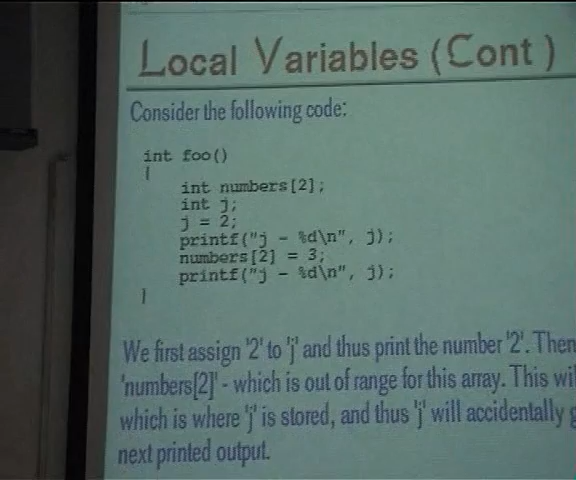 Local Variables (Cont)
Consider the following code:
int foo()
{
int numbers[2];
int j;
j = 2;
printf("j - %d\n", j);
numbers[2] = 3;
printf("j - %d\n", j);
}
We first assign '2' to 'j' and thus print the number '2'. Then
'numbers[2]' - which is out of range for this array. This
which is where 'j' is stored, and thus 'j' will accidentally
next printed output.